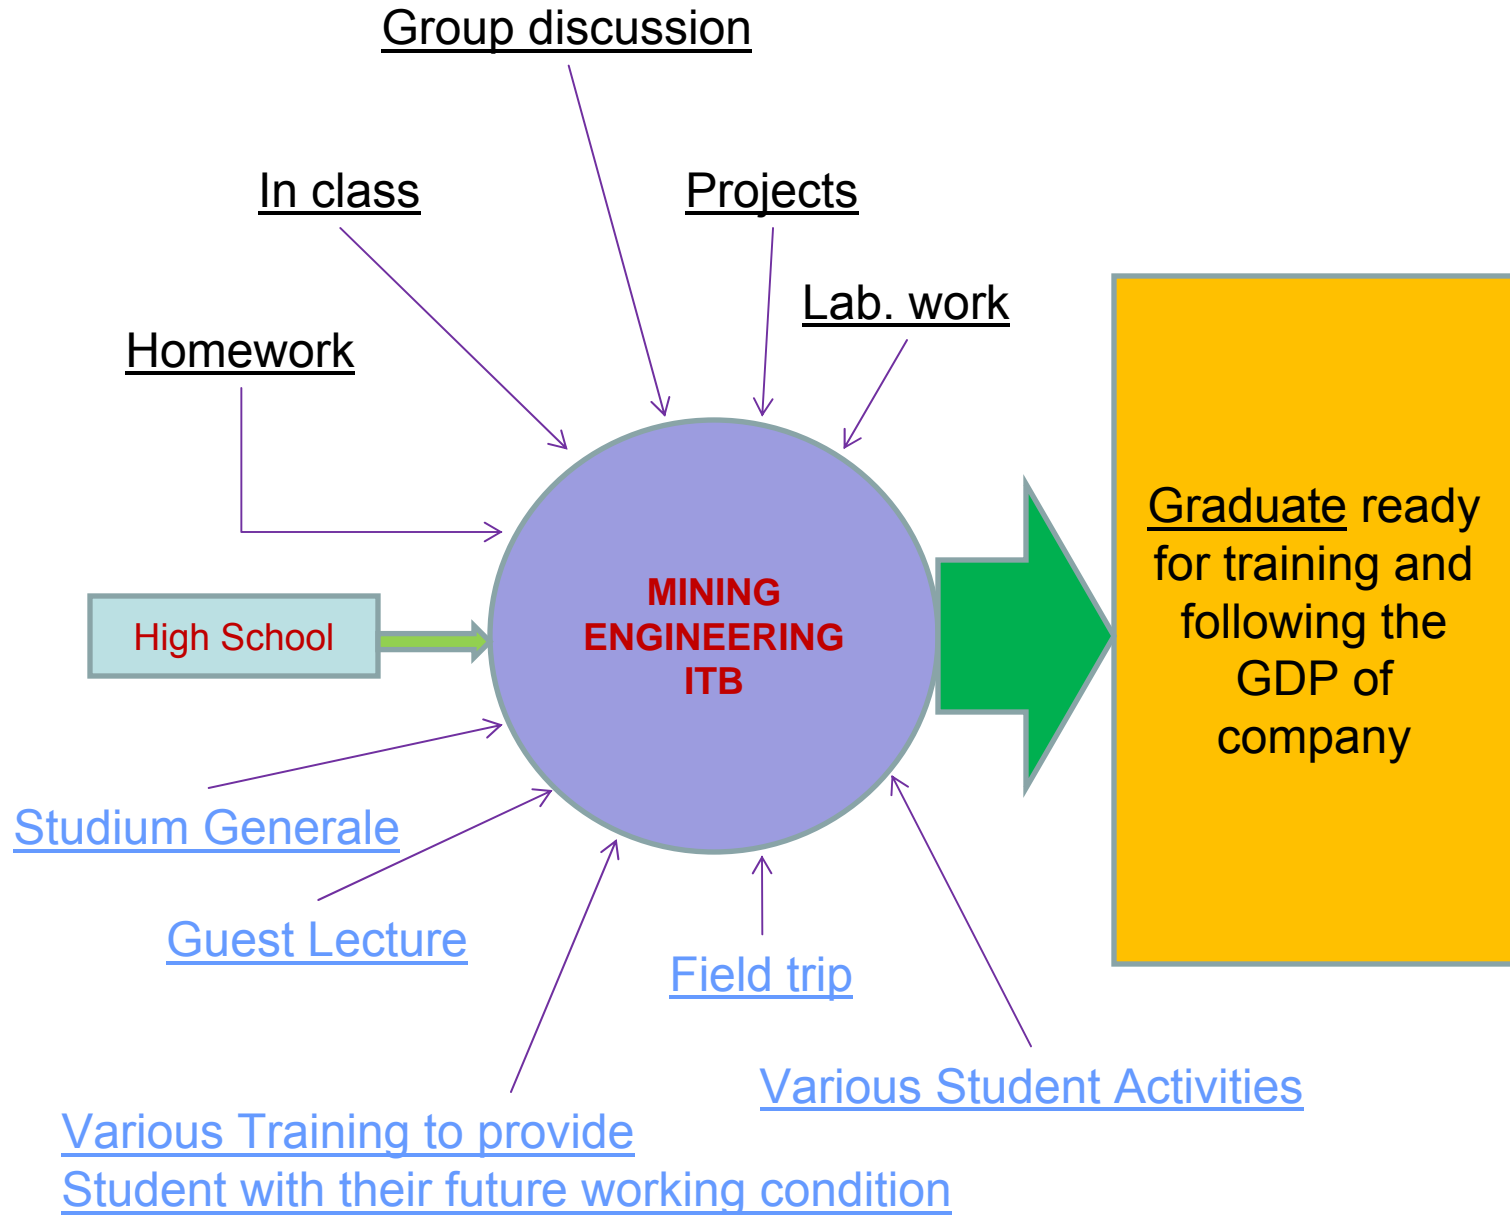 Group discussion
In class
Projects
Lab. work
Homework
Graduate ready
for training and
following the
GDP of
company
MINING
ENGINEERING
ITB
High School
Studium Generale
Guest Lecture
Field trip
Various Student Activities
Various Training to provide
Student with their future working condition